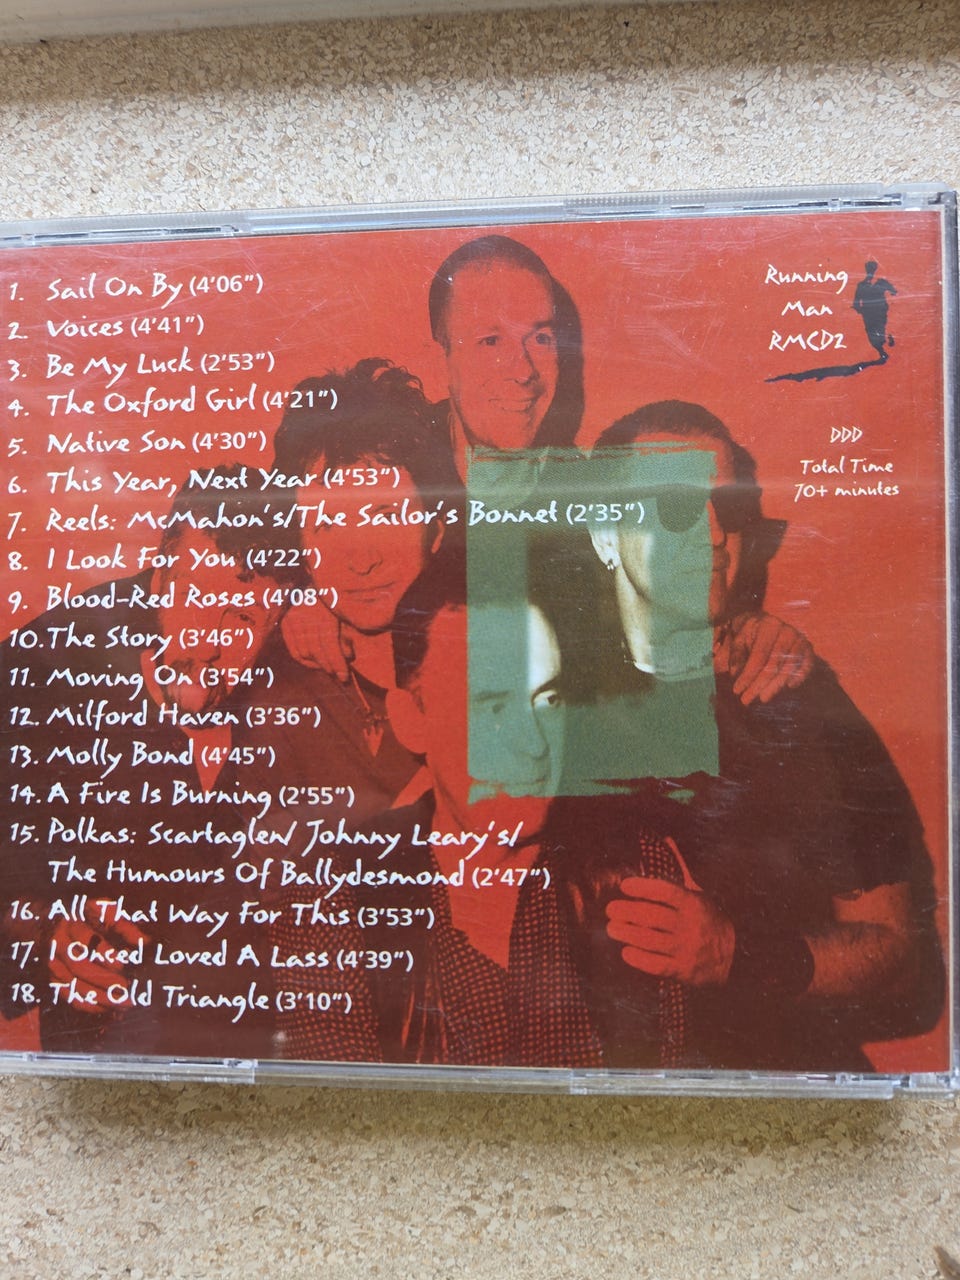 1. Sail On By (4'06")
2. Voices (4'41")
3. Be My Luck (2'53")
4. The Oxford Girl (4'21")
5. Native Son (4'30")
6. This Year, Next Year (4'53")
7. Reels: McMahon's/The Sailor's Bonnet (2'35")
8. I Look For You (4'22")
9. Blood-Red Roses (4'08")
10. The Story (3'46")
11. Moving On (3'54")
12. Milford Haven (3'36")
13. Molly Bond (4'45")
14. A Fire Is Burning (2'55")
15. Polkas: Scartaglen/ Johnny Leary's/
The Humours Of Ballydesmond (2'47")
16. All That Way For This (3'53")
17. I Onced Loved A Lass (4'39")
18. The Old Triangle (3'10")
Running
Man
RMCD2
DDD
Total Time
70+ minutes